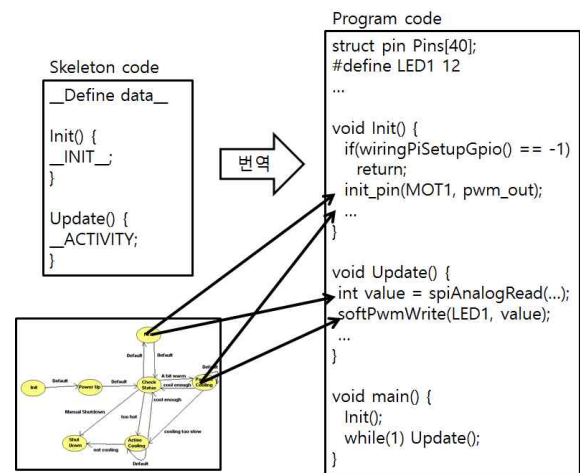 Skeleton code
__Define data__
Init() {
__INIT__;
}
Update() {
__ACTIVITY;
}
번역
Program code
struct pin Pins[40];
#define LED1 12
...
void Init() {
if(wiringPiSetupGpio() == -1)
return;
init_pin(MOT1, pwm_out);
...
}
void Update() {
int value = spiAnalogRead(...);
softPwmWrite(LED1, value);
...
}
void main() {
Init();
while(1) Update();
}
Default
Default
Init
Default
Power Up
Default
Check
Status
A bit warm
cool enough
Cooling
cool enough
Manual Shutdown
too hot
cooling too slow
Shut
Down
not cooling
Active
Cooling
Default